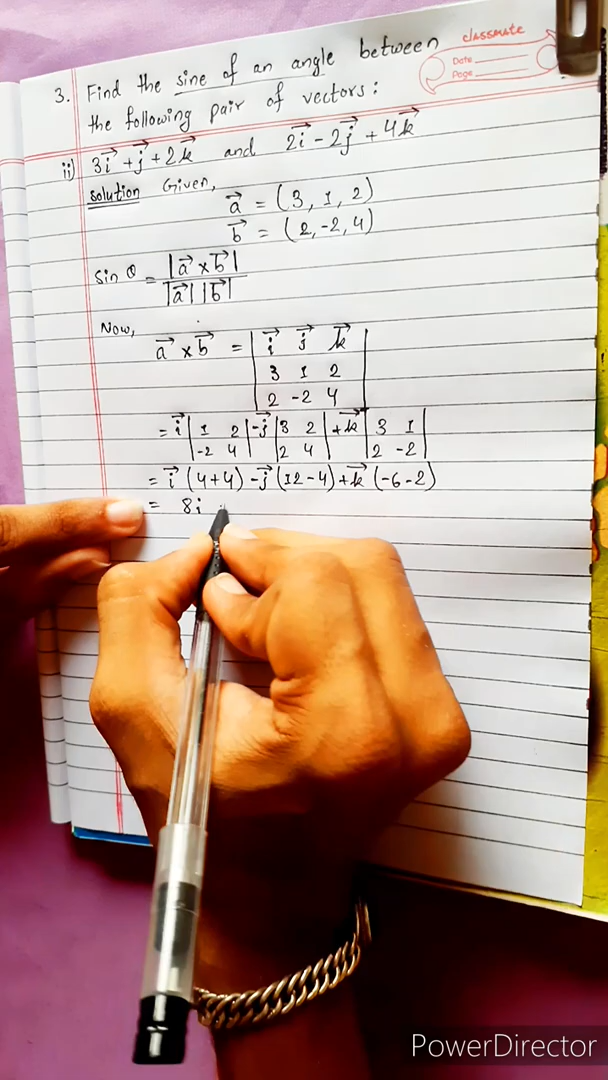 classmate
Date
Page
3. Find the sine of an angle between
the following pair of vectors:
ii) 3i⃗ + j⃗ + 2k⃗ and 2i⃗ - 2j⃗ + 4k⃗
Solution Given,
a⃗ = (3, 1, 2)
b⃗ = (2, -2, 4)
Sin θ = |a⃗ × b⃗| / |a⃗| |b⃗|
Now,
a⃗ × b⃗ = | i⃗ j⃗ k⃗ |
3 1 2
2 -2 4
= i⃗ | 1 2 | - j⃗ | 3 2 | + k⃗ | 3 1 |
-2 4 2 4 2 -2
= i⃗ (4+4) - j⃗ (12-4) + k⃗ (-6-2)
= 8i
PowerDirector